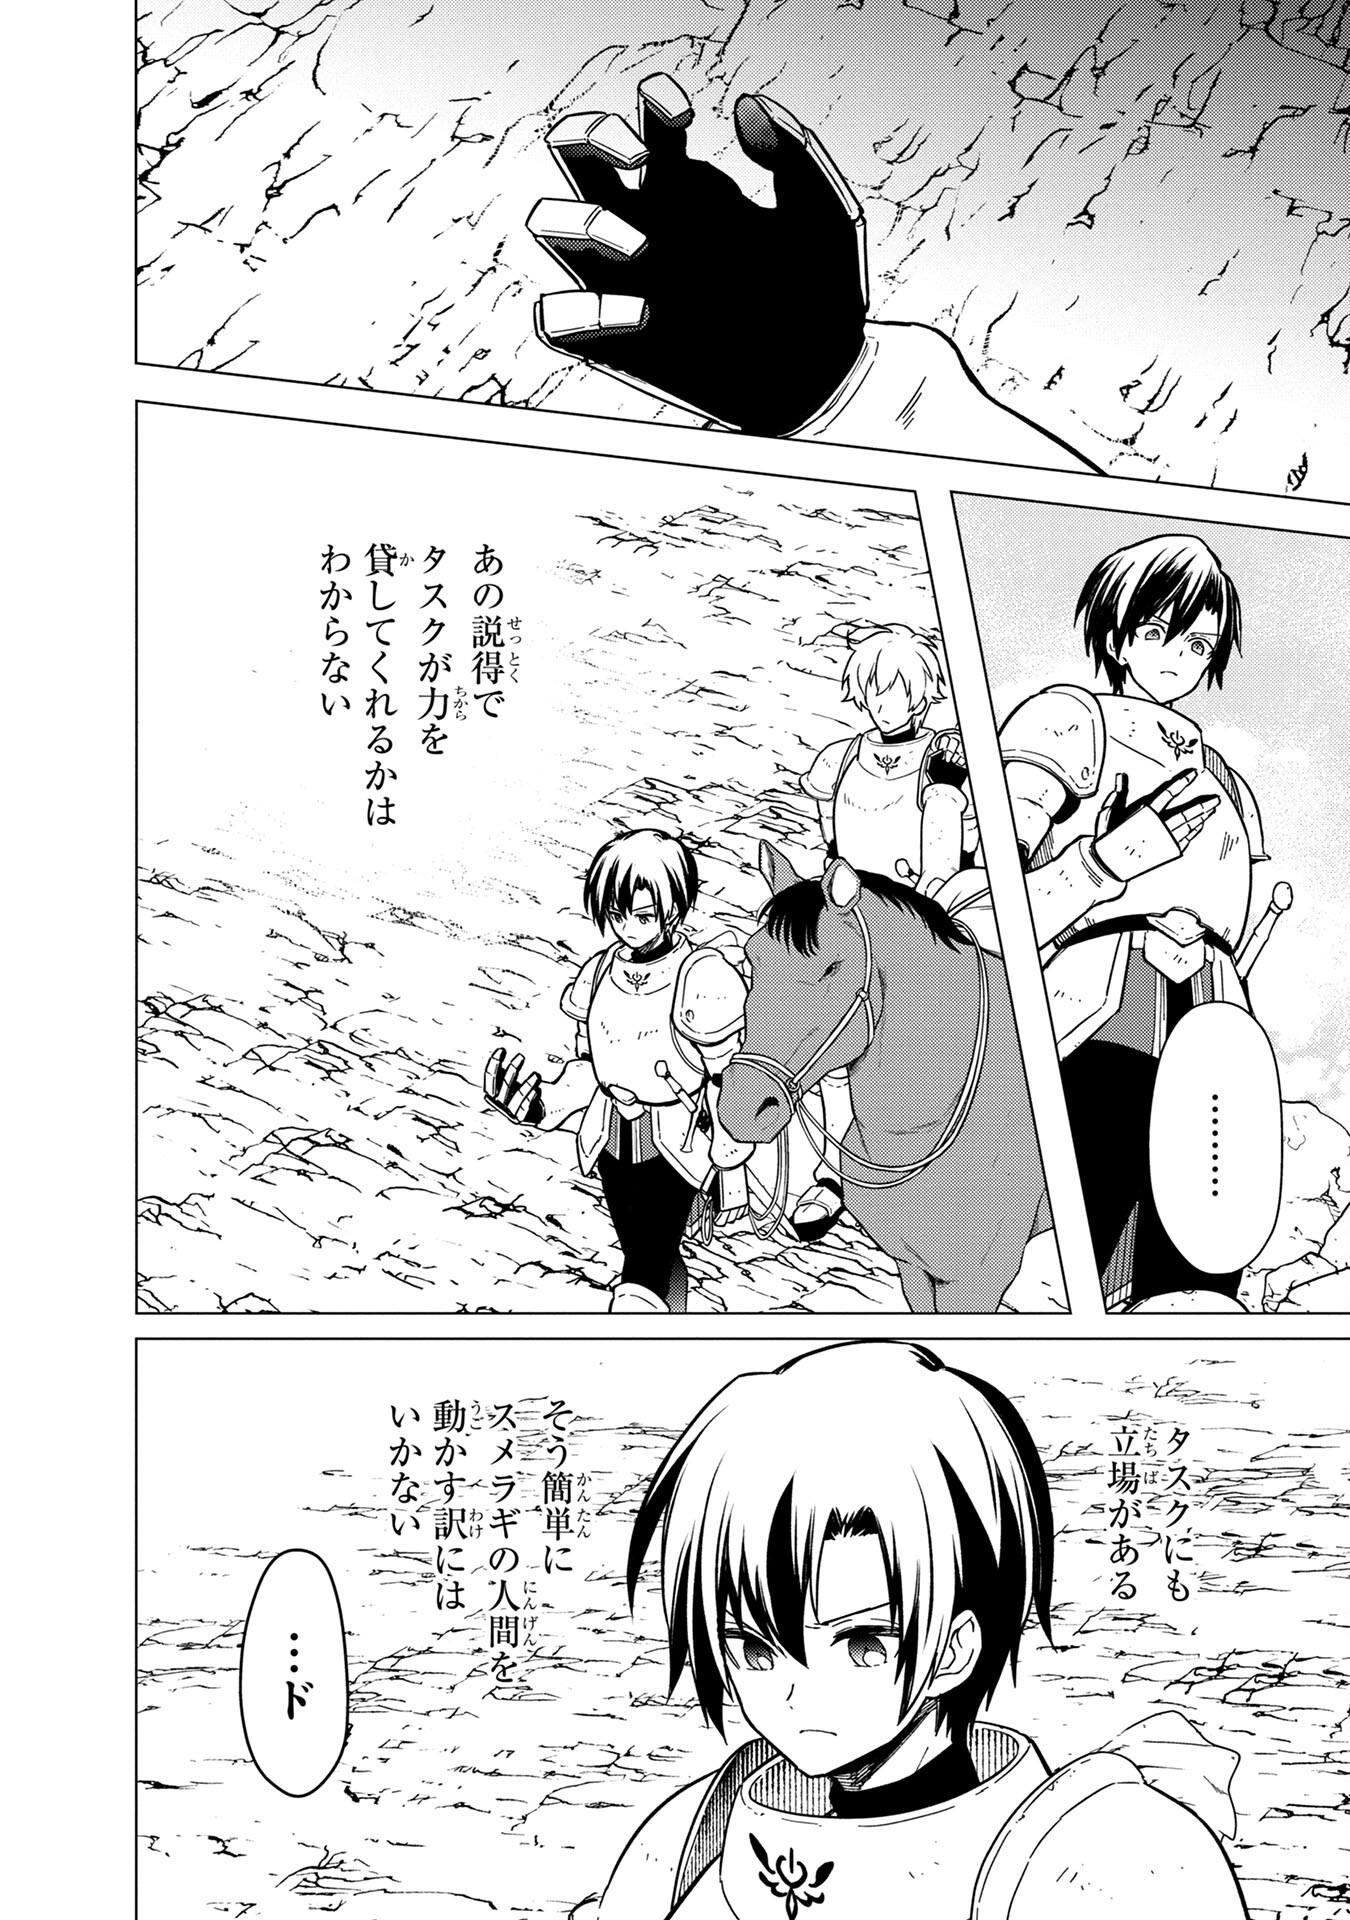 ………
あの説得で
タスクが力を
貸してくれるかは
わからない
タスクにも
立場がある
そう簡単に
スメラギの人間を
動かす訳には
いかない
…ド